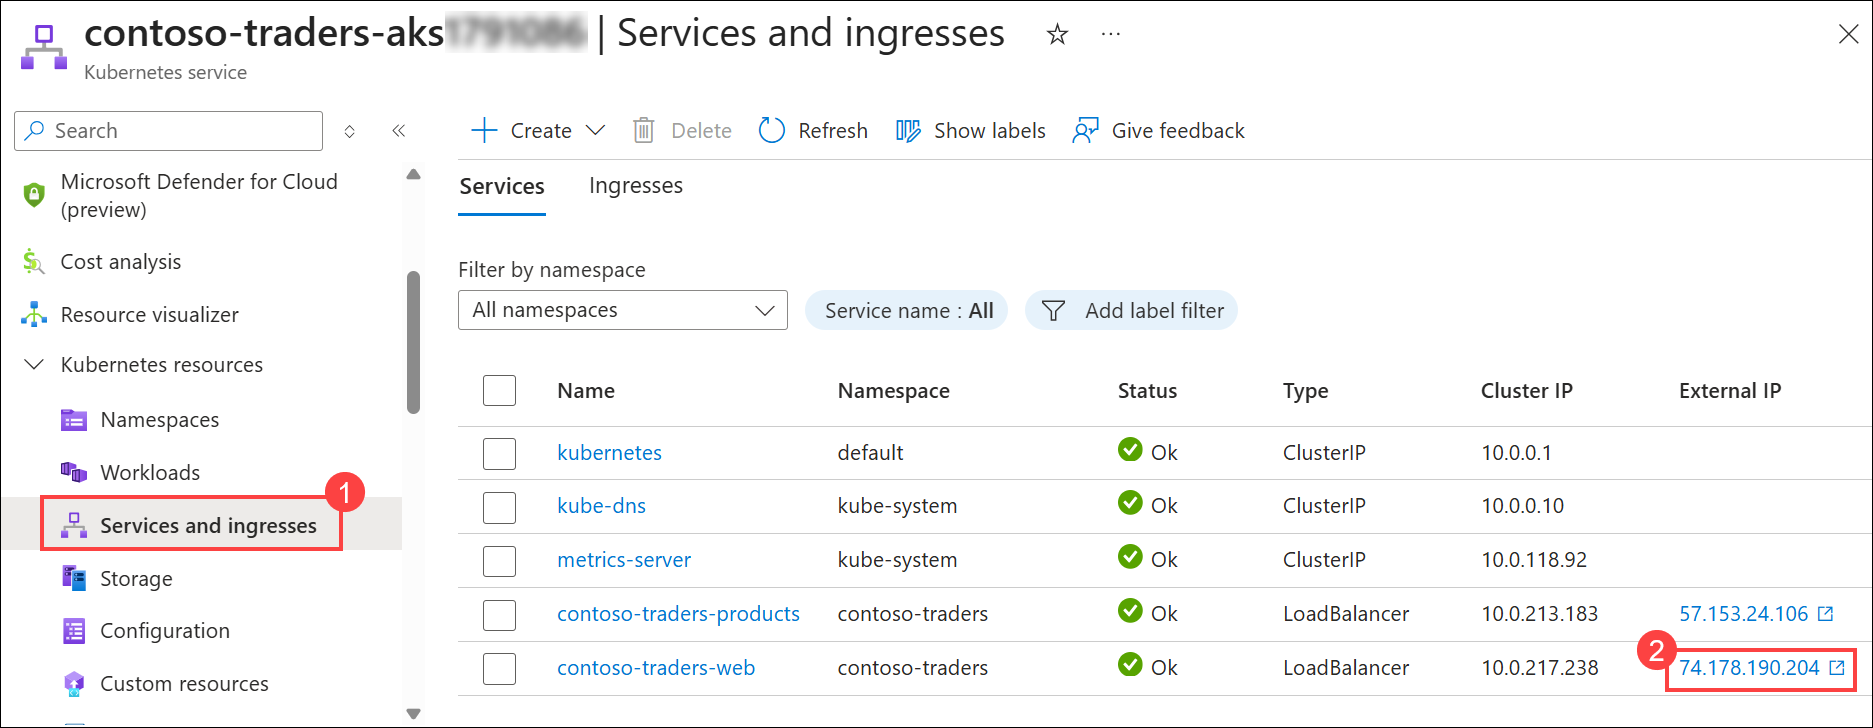 contoso-traders-aks | Services and ingresses
Kubernetes service
Search
Create
Delete
Refresh
Show labels
Give feedback
Microsoft Defender for Cloud
(preview)
Cost analysis
Resource visualizer
Kubernetes resources
Namespaces
Workloads
Services and ingresses
1
Storage
Configuration
Custom resources
Services
Ingresses
Filter by namespace
All namespaces
Service name : All
Add label filter
Name Namespace Status Type Cluster IP External IP
kubernetes default Ok ClusterIP 10.0.0.1
kube-dns kube-system Ok ClusterIP 10.0.0.10
metrics-server kube-system Ok ClusterIP 10.0.118.92
contoso-traders-products contoso-traders Ok LoadBalancer 10.0.213.183 57.153.24.106
contoso-traders-web contoso-traders Ok LoadBalancer 10.0.217.238 74.178.190.204
2